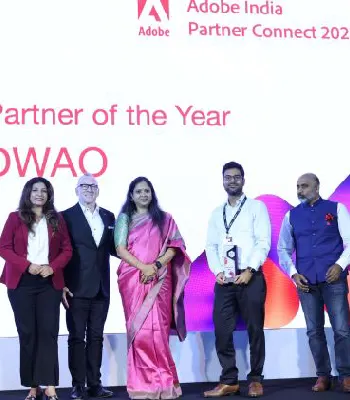 Adobe
Adobe India
Partner Connect 202
Partner of the Year
DWAO